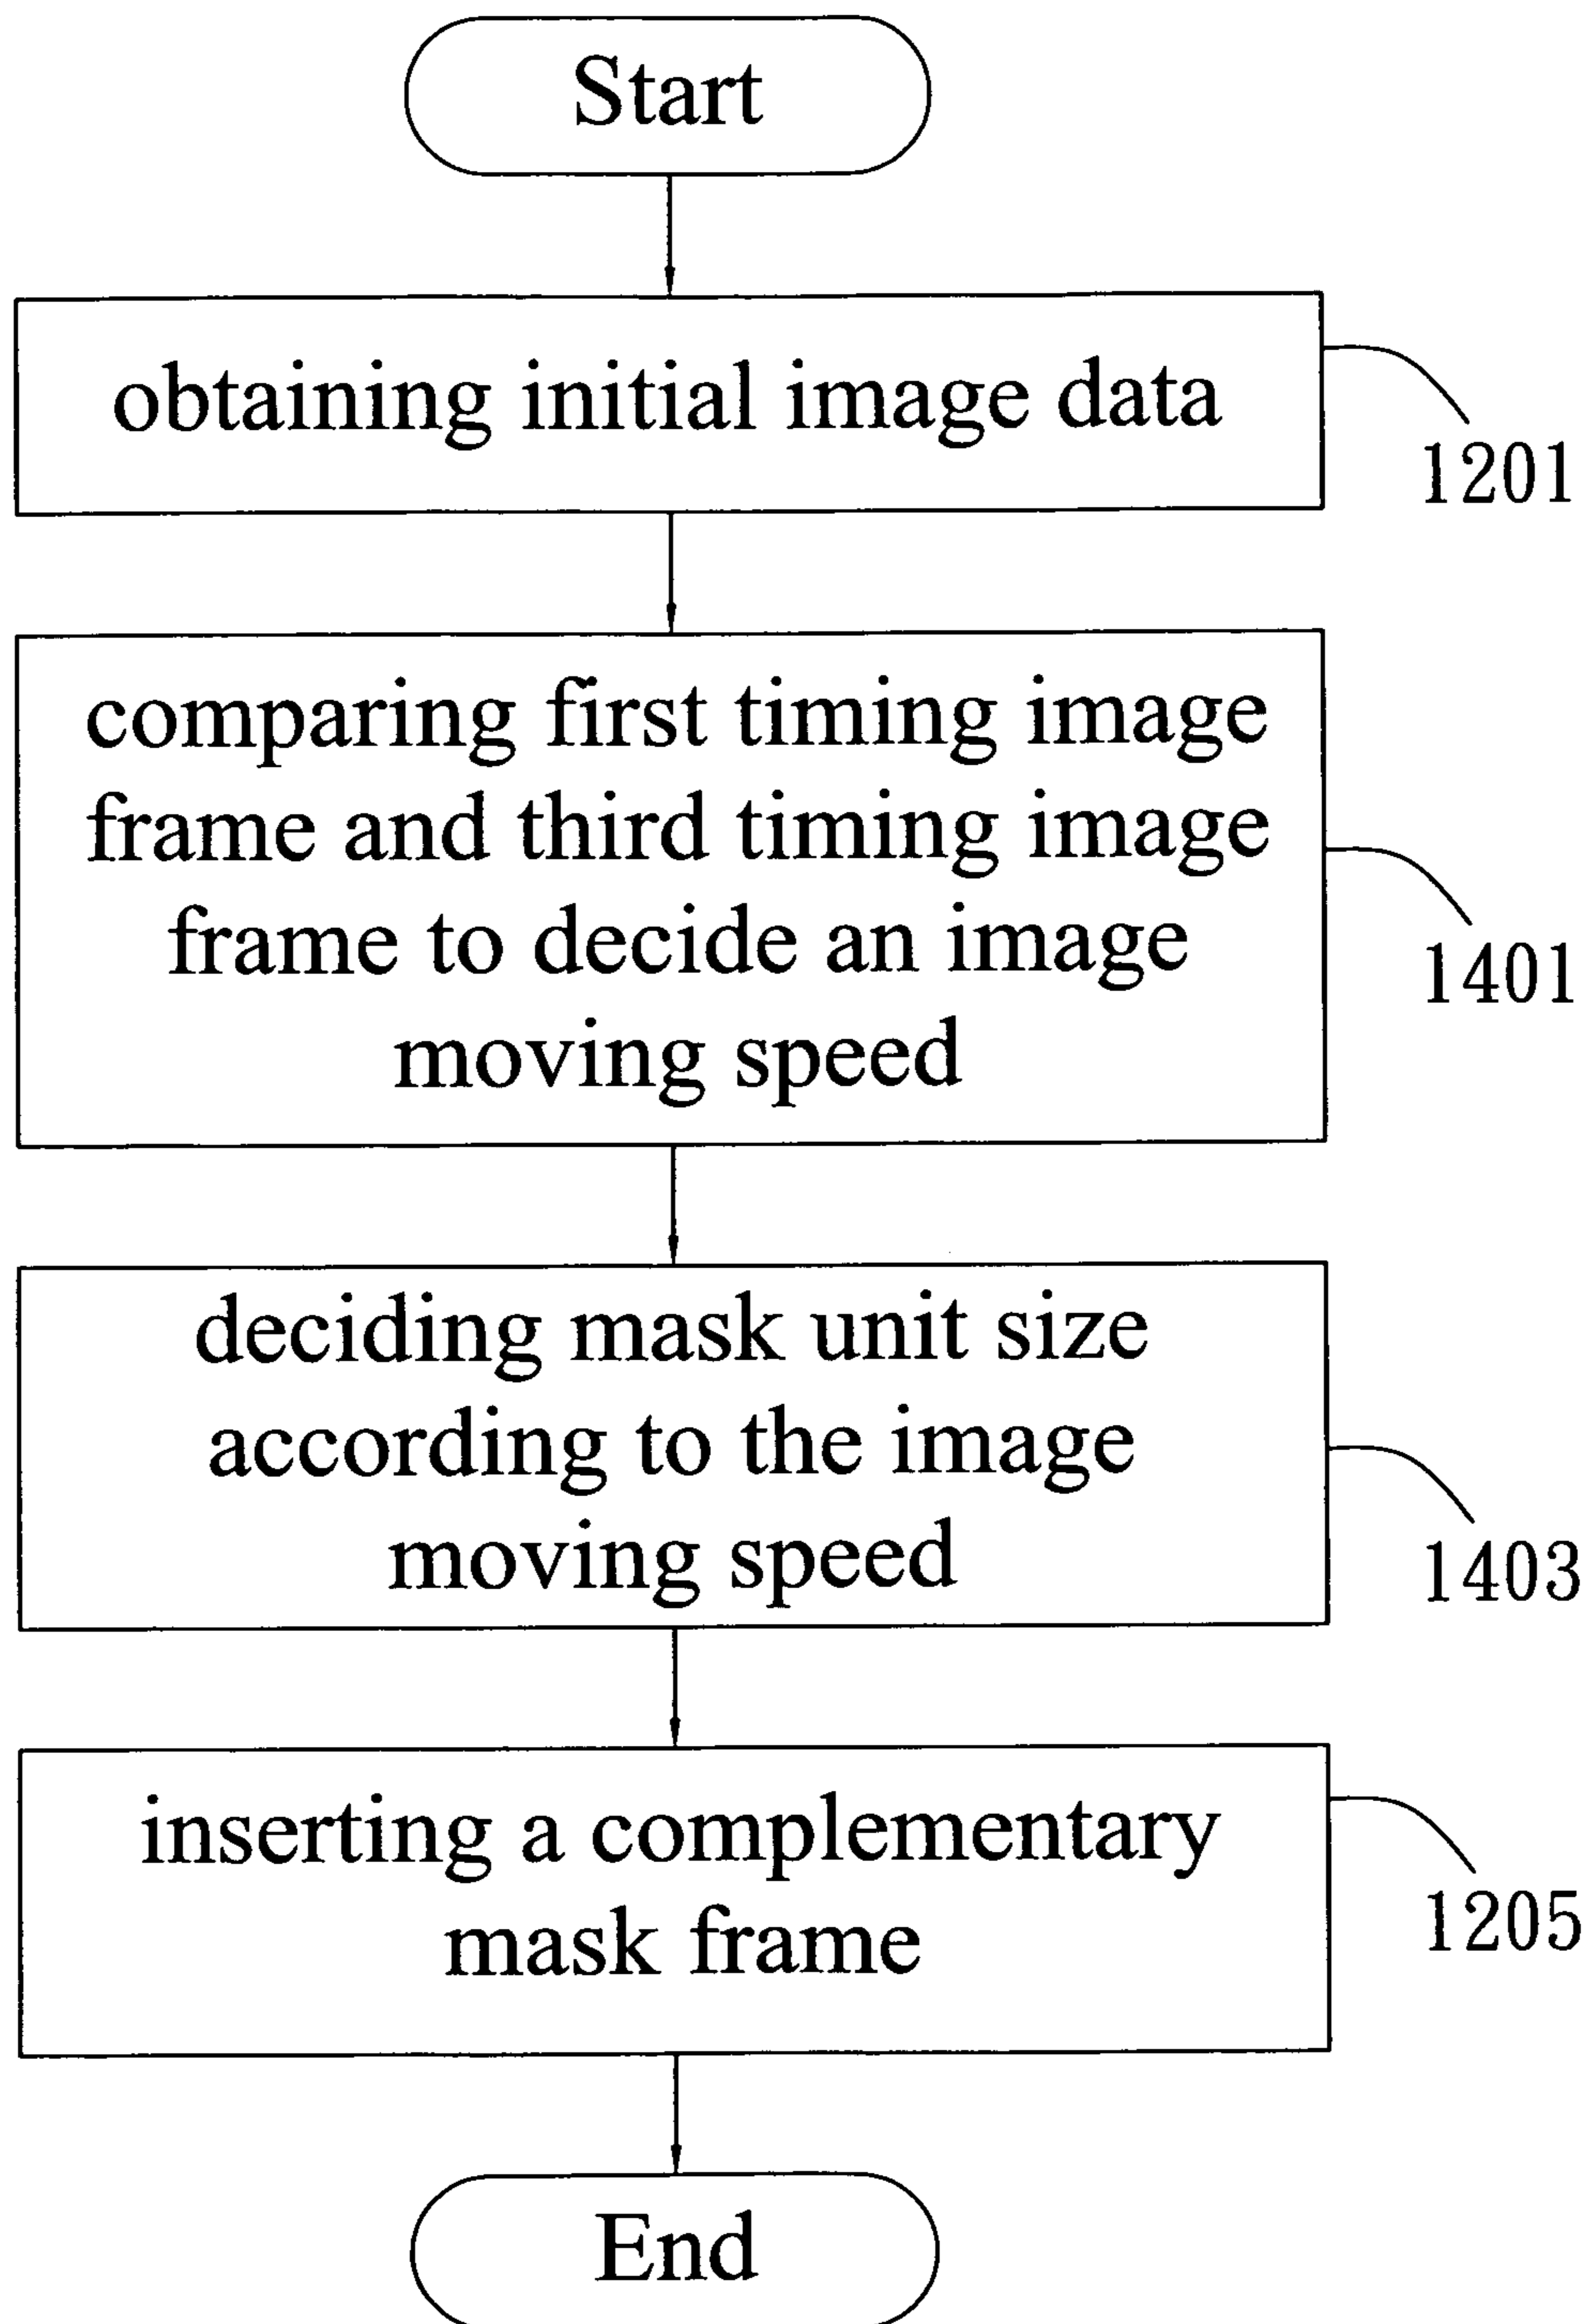 Start
obtaining initial image data
1201
comparing first timing image
frame and third timing image
frame to decide an image
moving speed
1401
deciding mask unit size
according to the image
moving speed
1403
inserting a complementary
mask frame
1205
End